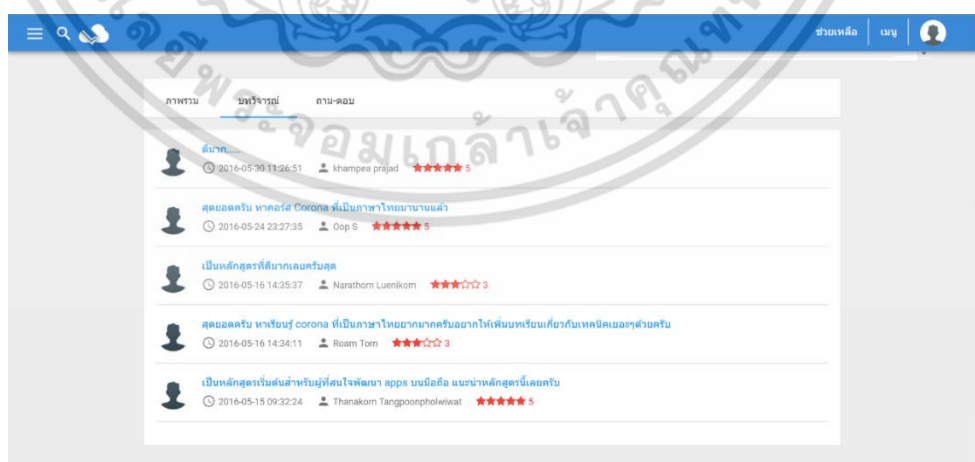 ช่วยเหลือ เมนู
ภาพรวม บทวิจารณ์ ถาม-ตอบ
ดีมาก.....
2016-05-30 11:26:51 khampea prajad 5
สุดยอดครับ หาคอร์ส Corona ที่เป็นภาษาไทยมานานแล้ว
2016-05-24 23:27:35 Oop S 5
เป็นหลักสูตรที่ดีมากเลยครับสุด
2016-05-16 14:35:37 Narathorn Luenikom 3
สุดยอดครับ หาเรียนรู้ corona ที่เป็นภาษาไทยยากมากครับอยากให้เพิ่มบทเรียนเกี่ยวกับเทคนิคเยอะๆด้วยครับ
2016-05-16 14:34:11 Roam Torn 3
เป็นหลักสูตรเริ่มต้นสำหรับผู้ที่สนใจพัฒนา apps บนมือถือ แนะนำหลักสูตรนี้เลยครับ
2016-05-15 09:32:24 Thanakorn Tangpoonpholwiwat 5